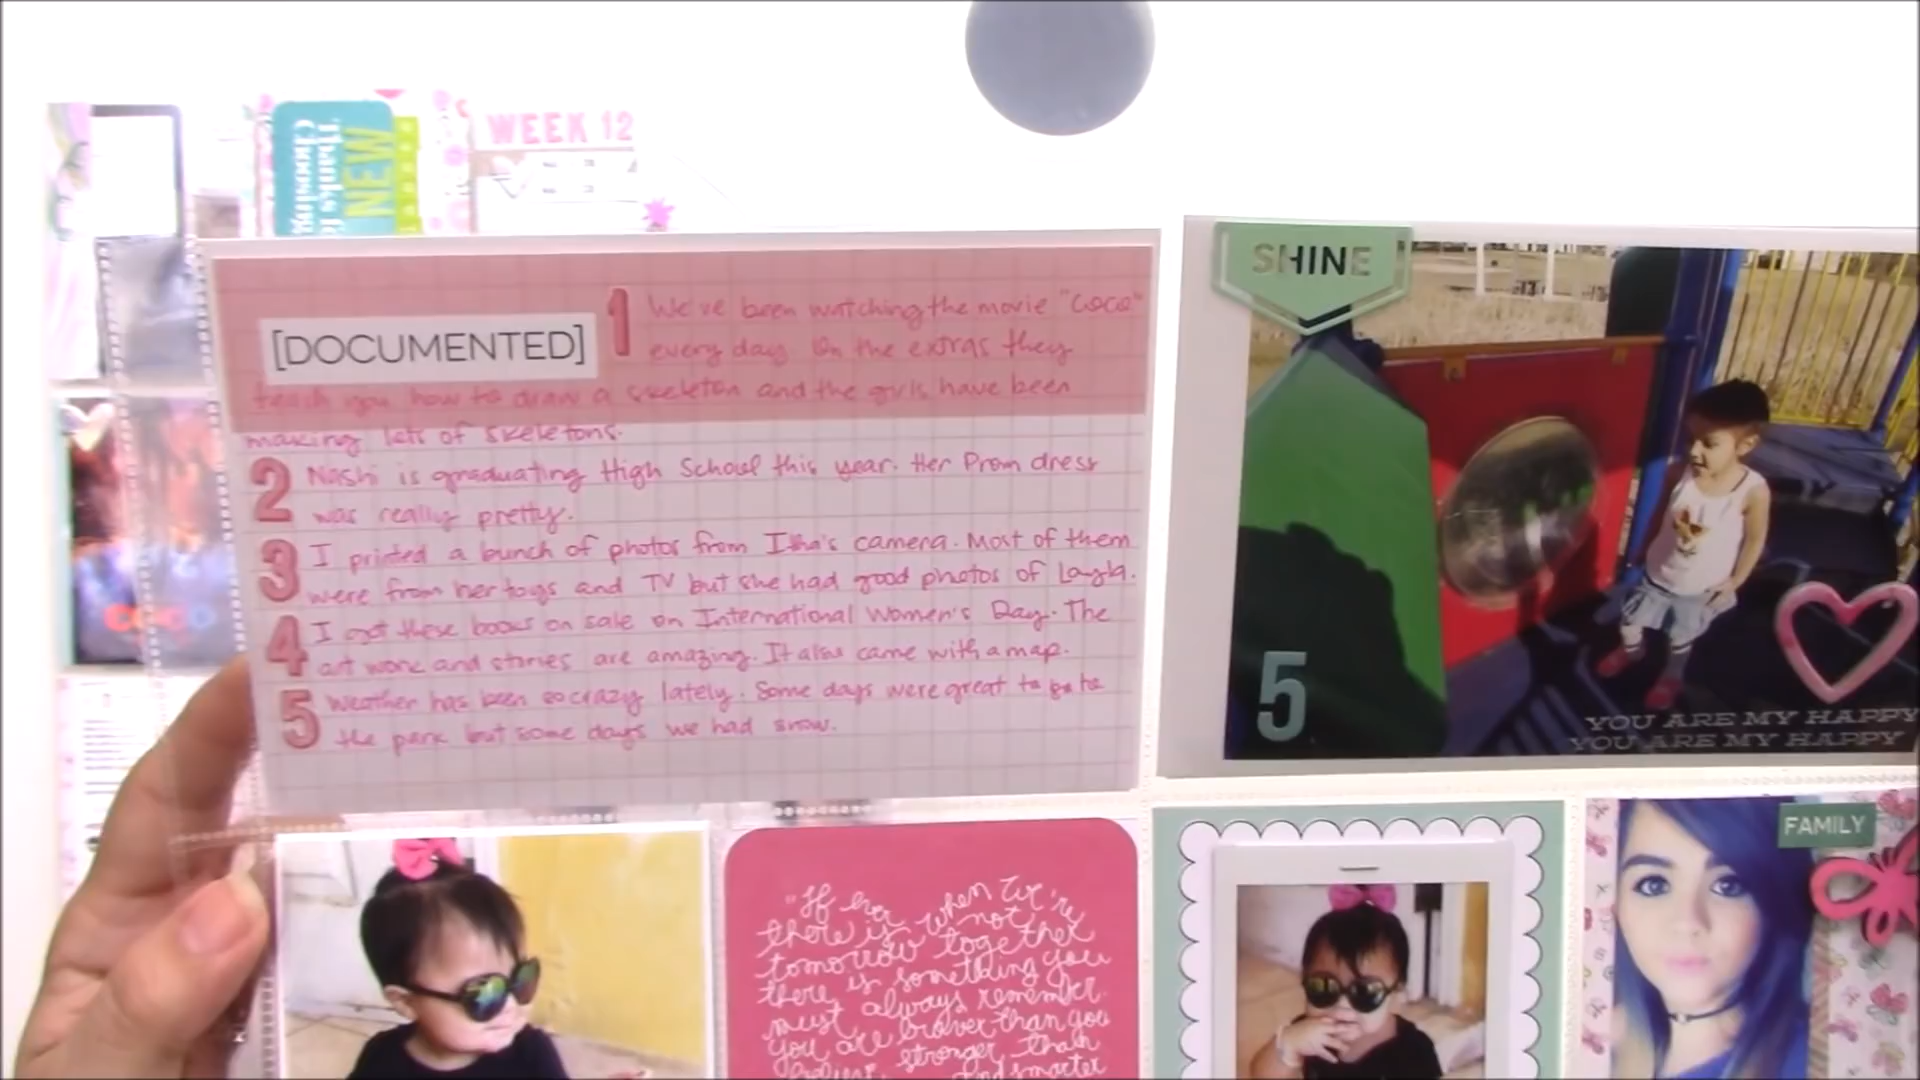 NEW
Thanks f
Choosing
WEEK 12
[DOCUMENTED]
1 We've been watching the movie "Coco"
every day. On the extras they
teach you how to draw a skeleton and the girls have been
making lots of skeletons.
2 Nashi is graduating High School this year. Her Prom dress
was really pretty.
3 I printed a bunch of photos from Itha's camera. Most of them
were from her toys and TV but she had good photos of Layla.
4 I got these books on sale on International Women's Day. The
art work and stories are amazing. It also came with a map.
5 Weather has been so crazy lately. Some days were great to go to
the park but some days we had snow.
SHINE
5
YOU ARE MY HAPPY
YOU ARE MY HAPPY
COCO
"If ever when we're
there is not
tomorrow together
there is something you
must always remember.
you are braver than you
believe, stronger than
and smarter
FAMILY